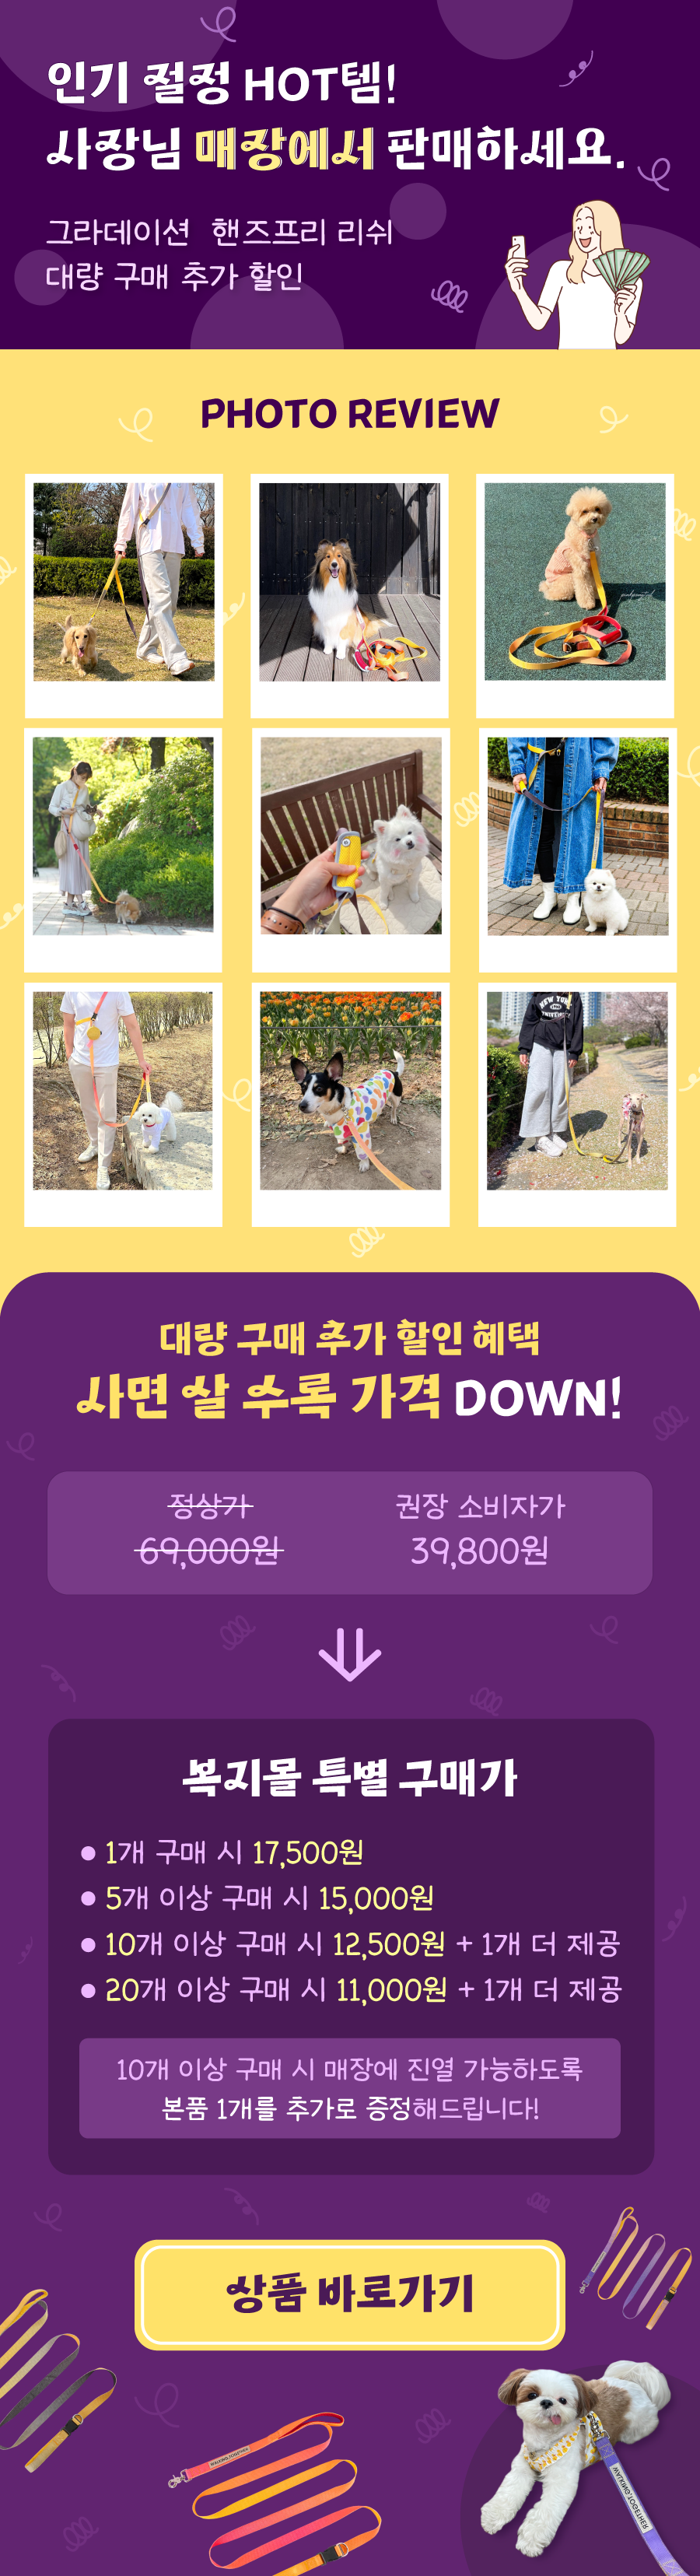 인기 절정 HOT템!
사장님 매장에서 판매하세요.
그라데이션 핸즈프리 리쉬
대량 구매 추가 할인
PHOTO REVIEW
NEW YORK
UNIVERSITY
대량 구매 추가 할인 혜택
사면 살 수록 가격 DOWN!
정상가
69,000원
권장 소비자가
39,800원
복지몰 특별 구매가
● 1개 구매 시 17,500원
● 5개 이상 구매 시 15,000원
● 10개 이상 구매 시 12,500원 + 1개 더 제공
● 20개 이상 구매 시 11,000원 + 1개 더 제공
10개 이상 구매 시 매장에 진열 가능하도록
본품 1개를 추가로 증정해드립니다!
상품 바로가기
WALKING.TOGETHER
WALKING.TOGETHER